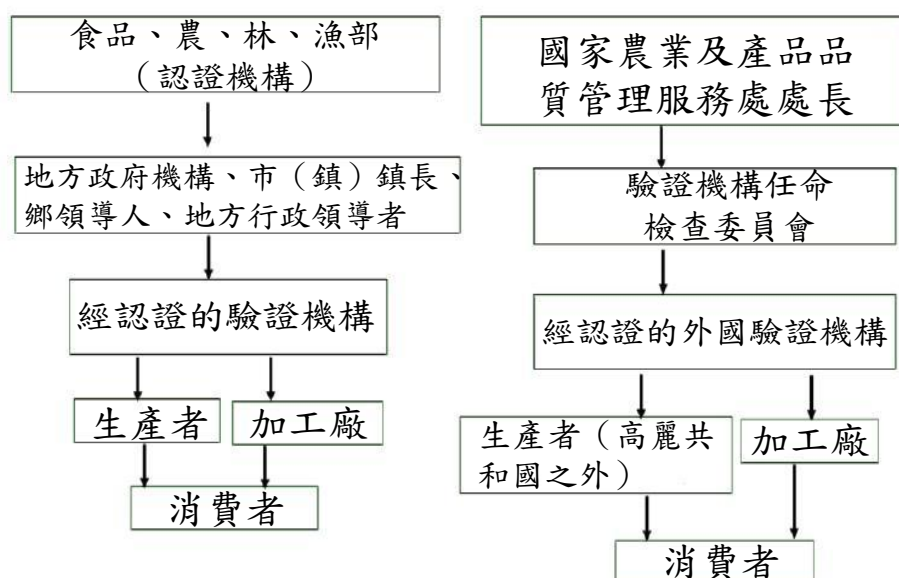 食品、農、林、漁部
（認證機構）
地方政府機構、市（鎮）鎮長、
鄉領導人、地方行政領導者
經認證的驗證機構
生產者
加工廠
消費者
國家農業及產品品
質管理服務處處長
驗證機構任命
檢查委員會
經認證的外國驗證機構
生產者（高麗共
和國之外）
加工廠
消費者